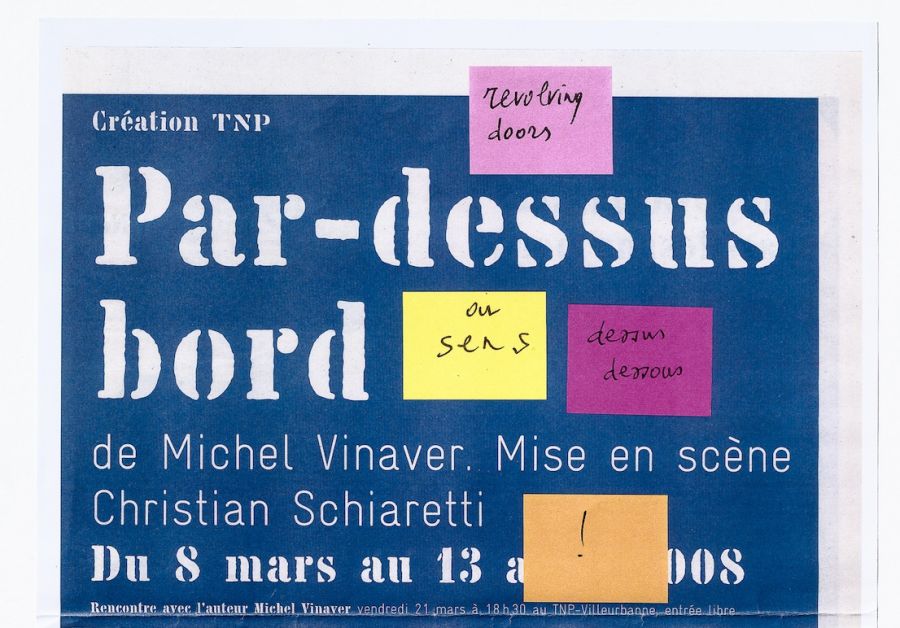 revolving
doors
Création TNP
Par-dessus
bord
ou
sens
dessus
dessous
de Michel Vinaver. Mise en scène
Christian Schiaretti
!
Du 8 mars au 13 a 008
Rencontre avec l'auteur Michel Vinaver vendredi 21 mars à 18h30 au TNP-Villeurbanne, entrée libre